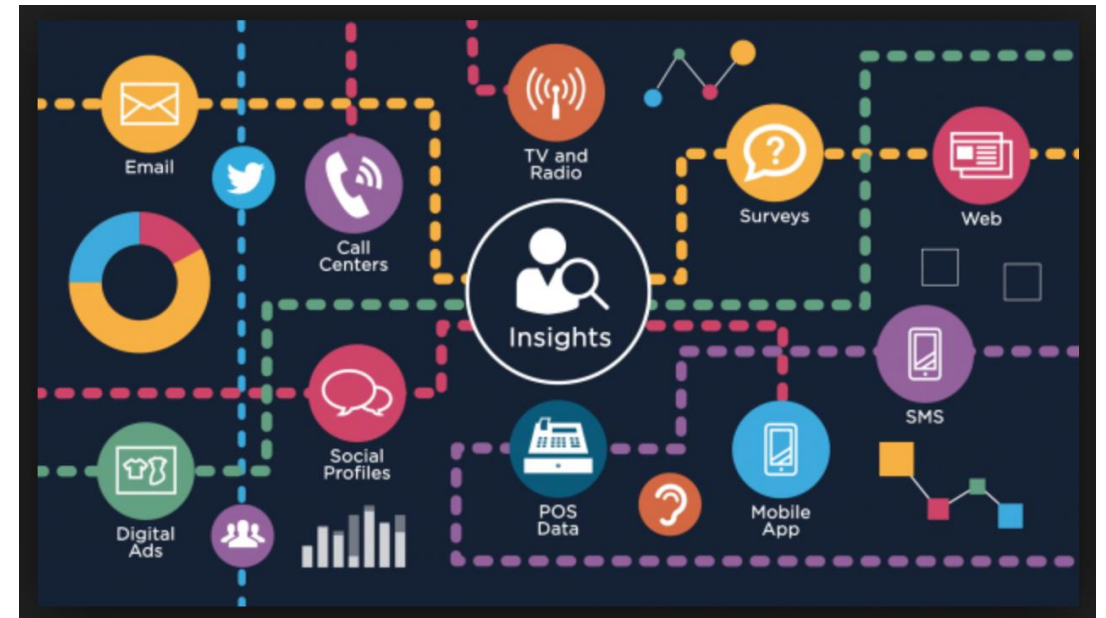 Email
TV and
Radio
Surveys
Web
Call
Centers
Insights
SMS
Social
Profiles
POS
Data
Mobile
App
Digital
Ads